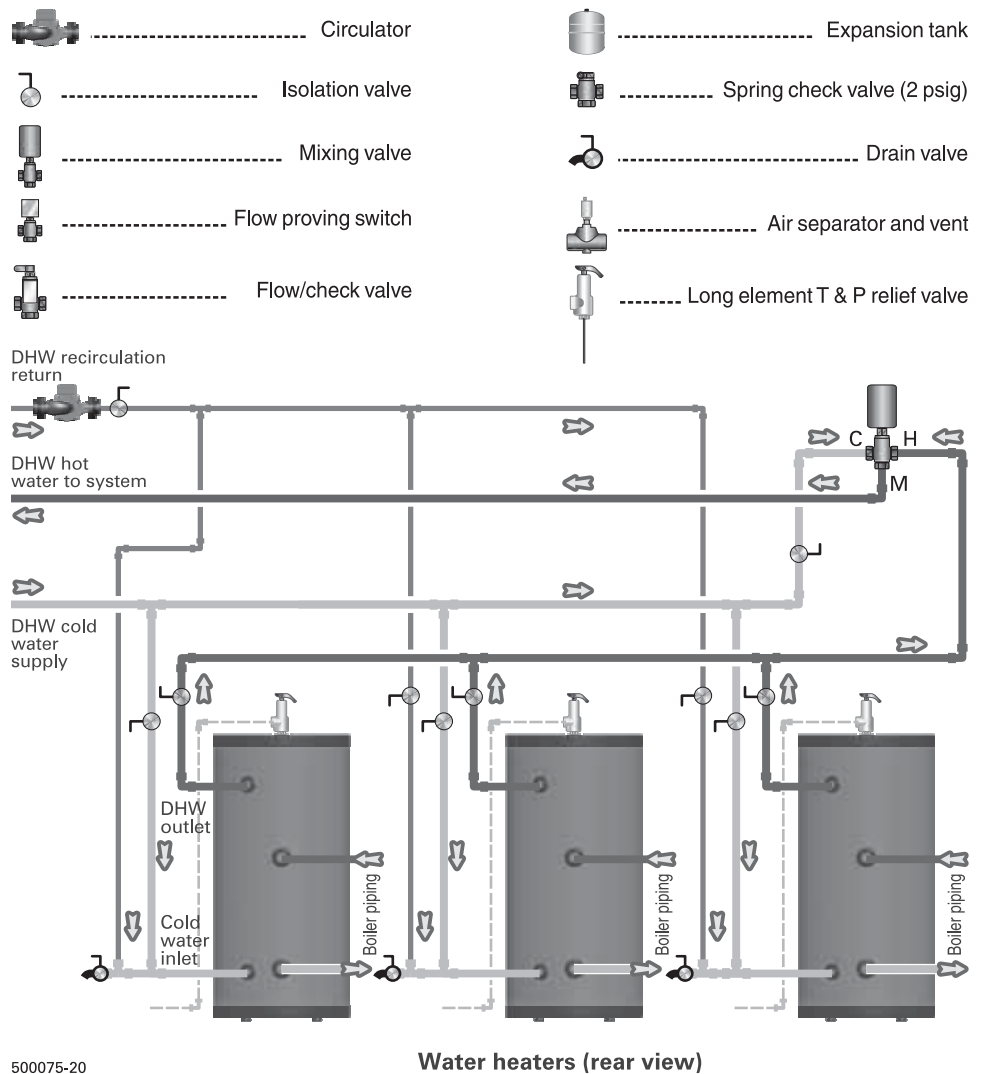 Circulator
Isolation valve
Mixing valve
Flow proving switch
Flow/check valve
Expansion tank
Spring check valve (2 psig)
Drain valve
Air separator and vent
Long element T & P relief valve
DHW recirculation
return
C
H
M
DHW hot
water to system
DHW cold
water
supply
DHW
outlet
Cold
water
inlet
Boiler piping
Boiler piping
Boiler piping
500075-20
Water heaters (rear view)